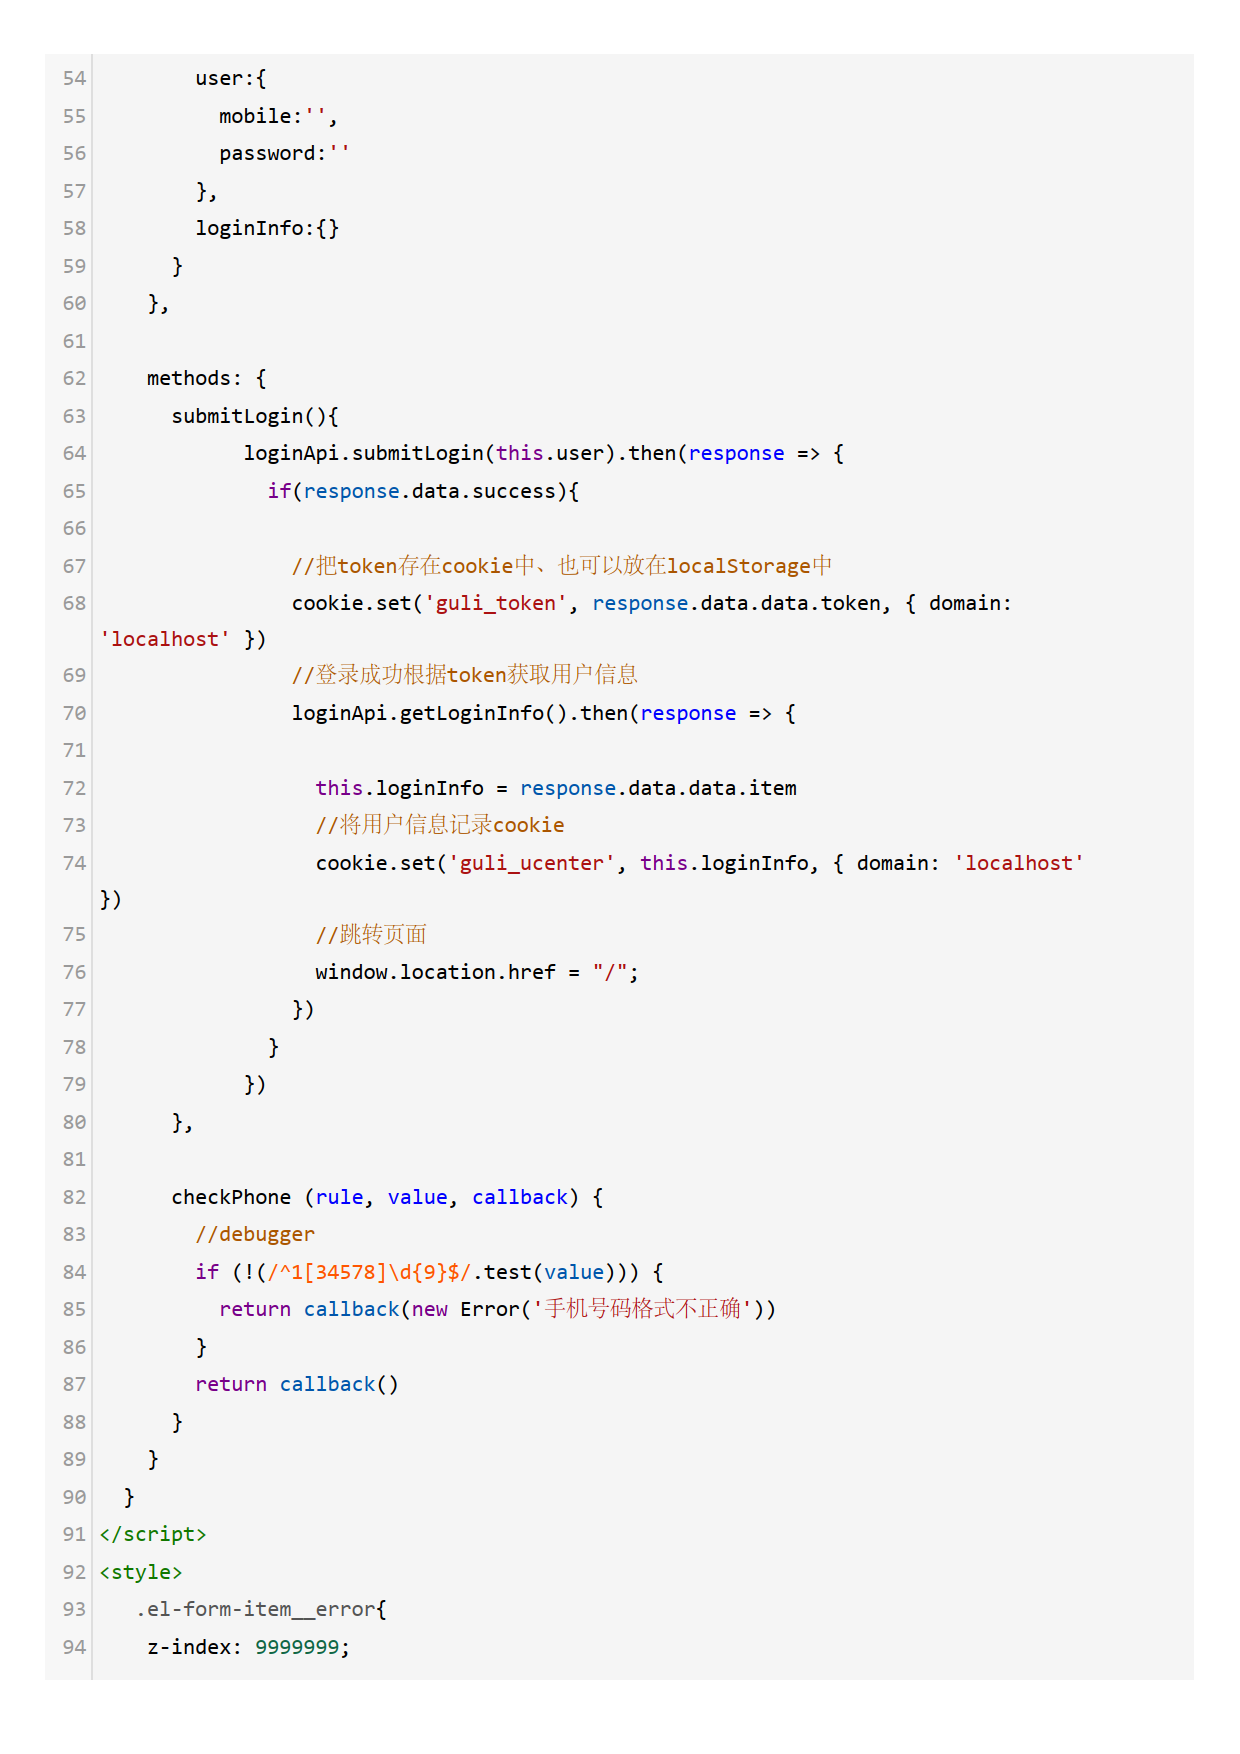 54 user:{
55 mobile:'',
56 password:''
57 },
58 loginInfo:{}
59 }
60 },
61
62 methods: {
63 submitLogin(){
64 loginApi.submitLogin(this.user).then(response => {
65 if(response.data.success){
66
67 //把token存在cookie中、也可以放在localStorage中
68 cookie.set('guli_token', response.data.data.token, { domain:
'localhost' })
69 //登录成功根据token获取用户信息
70 loginApi.getLoginInfo().then(response => {
71
72 this.loginInfo = response.data.data.item
73 //将用户信息记录cookie
74 cookie.set('guli_ucenter', this.loginInfo, { domain: 'localhost'
})
75 //跳转页面
76 window.location.href = "/";
77 })
78 }
79 })
80 },
81
82 checkPhone (rule, value, callback) {
83 //debugger
84 if (!(/^1[34578]\d{9}$/.test(value))) {
85 return callback(new Error('手机号码格式不正确'))
86 }
87 return callback()
88 }
89 }
90 }
91 </script>
92 <style>
93 .el-form-item__error{
94 z-index: 9999999;